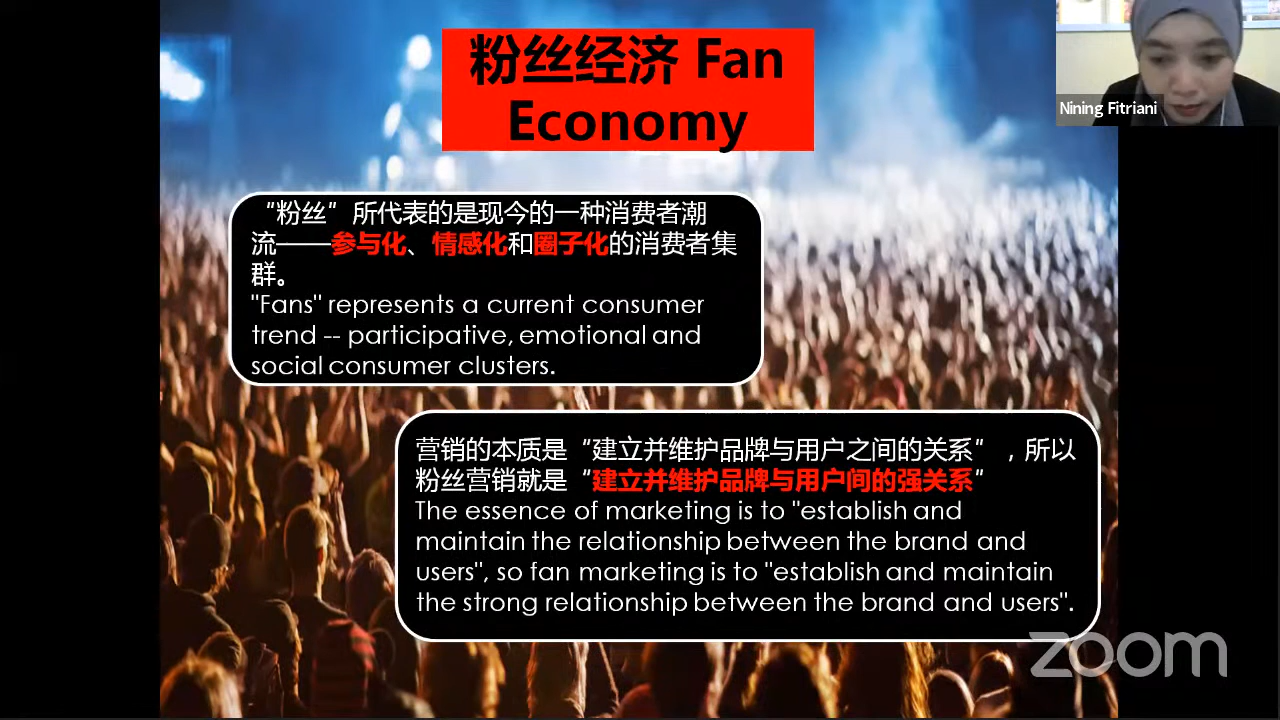 粉丝经济 Fan
Economy
Nining Fitriani
“粉丝”所代表的是现今的一种消费者潮
流——参与化、情感化和圈子化的消费者集
群。
"Fans" represents a current consumer
trend -- participative, emotional and
social consumer clusters.
营销的本质是“建立并维护品牌与用户之间的关系”，所以
粉丝营销就是“建立并维护品牌与用户间的强关系”
The essence of marketing is to "establish and
maintain the relationship between the brand and
users", so fan marketing is to "establish and maintain
the strong relationship between the brand and users".
zoom